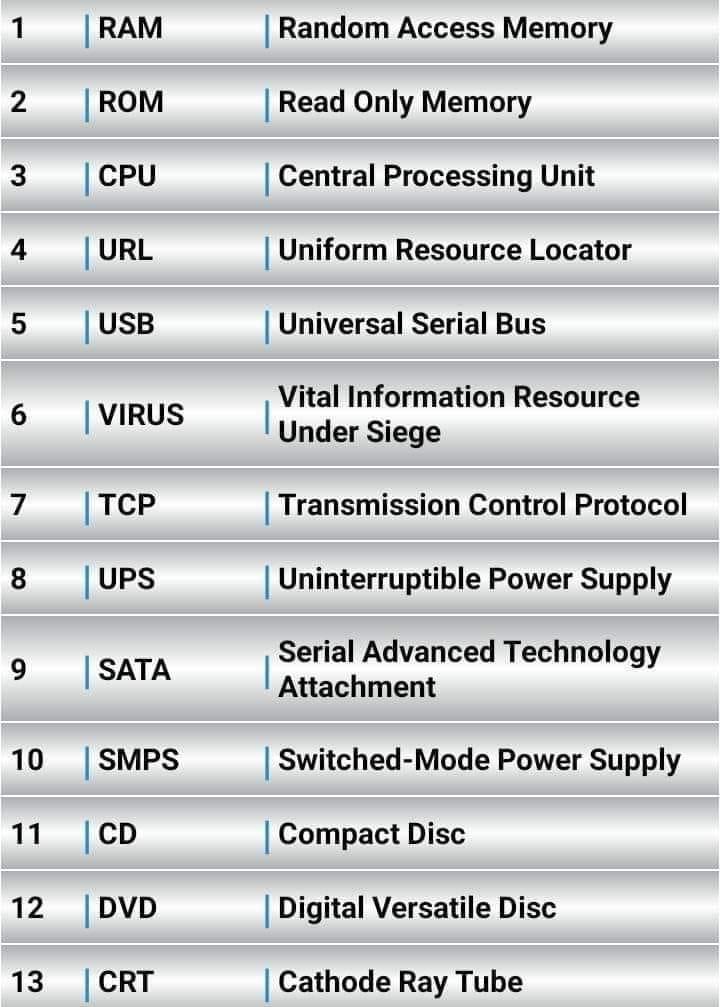 1 | RAM | Random Access Memory
2 | ROM | Read Only Memory
3 | CPU | Central Processing Unit
4 | URL | Uniform Resource Locator
5 | USB | Universal Serial Bus
6 | VIRUS | Vital Information Resource
Under Siege
7 | TCP | Transmission Control Protocol
8 | UPS | Uninterruptible Power Supply
9 | SATA | Serial Advanced Technology
Attachment
10 | SMPS | Switched-Mode Power Supply
11 | CD | Compact Disc
12 | DVD | Digital Versatile Disc
13 | CRT | Cathode Ray Tube